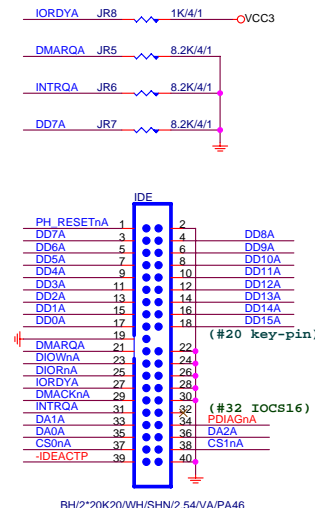 IORDYA JR8 1K/4/1 VCC3
DMARQA JR5 8.2K/4/1
INTRQA JR6 8.2K/4/1
DD7A JR7 8.2K/4/1
IDE
PH_RESETnA 1 2
DD7A 3 4 DD8A
DD6A 5 6 DD9A
DD5A 7 8 DD10A
DD4A 9 10 DD11A
DD3A 11 12 DD12A
DD2A 13 14 DD13A
DD1A 15 16 DD14A
DD0A 17 18 DD15A
19 (#20 key-pin)
DMARQA 21 22
DIOWnA 23 24
DIORnA 25 26
IORDYA 27 28
DMACKnA 29 30
INTRQA 31 32 (#32 IOCS16)
DA1A 33 34 PDIAGnA
DA0A 35 36 DA2A
CS0nA 37 38 CS1nA
-IDEACTP 39 40
BH/2*20K20/WH/SHN/2.54/VA/PA46